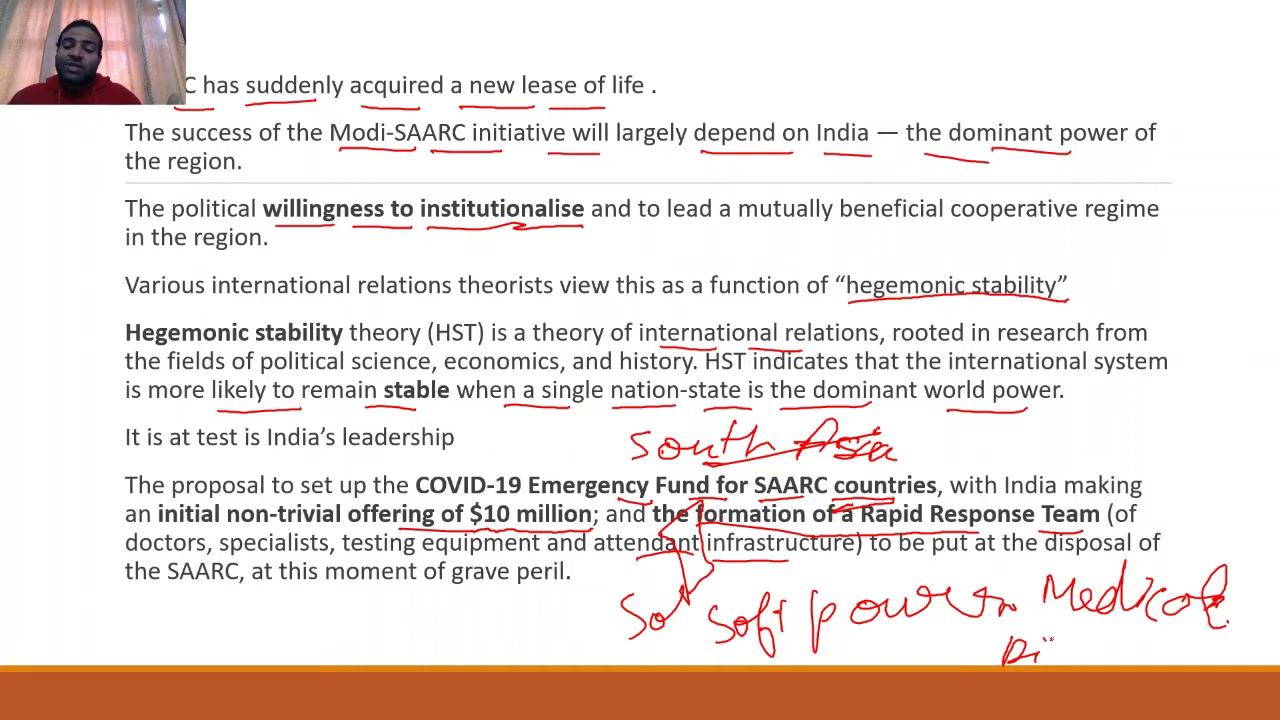 C has suddenly acquired a new lease of life .
The success of the Modi-SAARC initiative will largely depend on India — the dominant power of
the region.
The political willingness to institutionalise and to lead a mutually beneficial cooperative regime
in the region.
Various international relations theorists view this as a function of “hegemonic stability”
Hegemonic stability theory (HST) is a theory of international relations, rooted in research from
the fields of political science, economics, and history. HST indicates that the international system
is more likely to remain stable when a single nation-state is the dominant world power.
It is at test is India’s leadership
South Asia
The proposal to set up the COVID-19 Emergency Fund for SAARC countries, with India making
an initial non-trivial offering of $10 million; and the formation of a Rapid Response Team (of
doctors, specialists, testing equipment and attendant infrastructure) to be put at the disposal of
the SAARC, at this moment of grave peril.
So Soft power Medical
Di